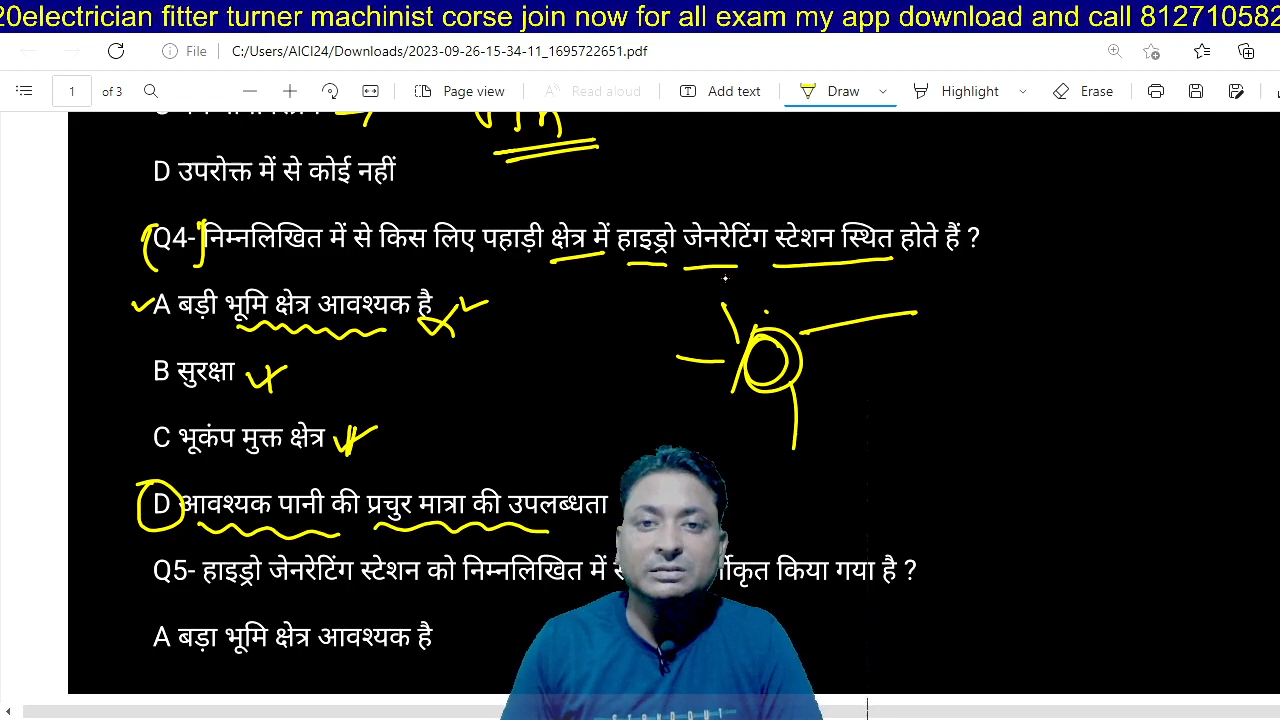 20electrician fitter turner machinist corse join now for all exam my app download and call 812710582
File C:/Users/AICI24/Downloads/2023-09-26-15-34-11_1695722651.pdf
1 of 3 Page view Read aloud Add text Draw Highlight Erase
D उपरोक्त में से कोई नहीं
Q4- निम्नलिखित में से किस लिए पहाड़ी क्षेत्र में हाइड्रो जेनरेटिंग स्टेशन स्थित होते हैं ?
A बड़ी भूमि क्षेत्र आवश्यक है
B सुरक्षा
C भूकंप मुक्त क्षेत्र
D आवश्यक पानी की प्रचुर मात्रा की उपलब्धता
Q5- हाइड्रो जेनरेटिंग स्टेशन को निम्नलिखित में किया गया है ?
A बड़ा भूमि क्षेत्र आवश्यक है